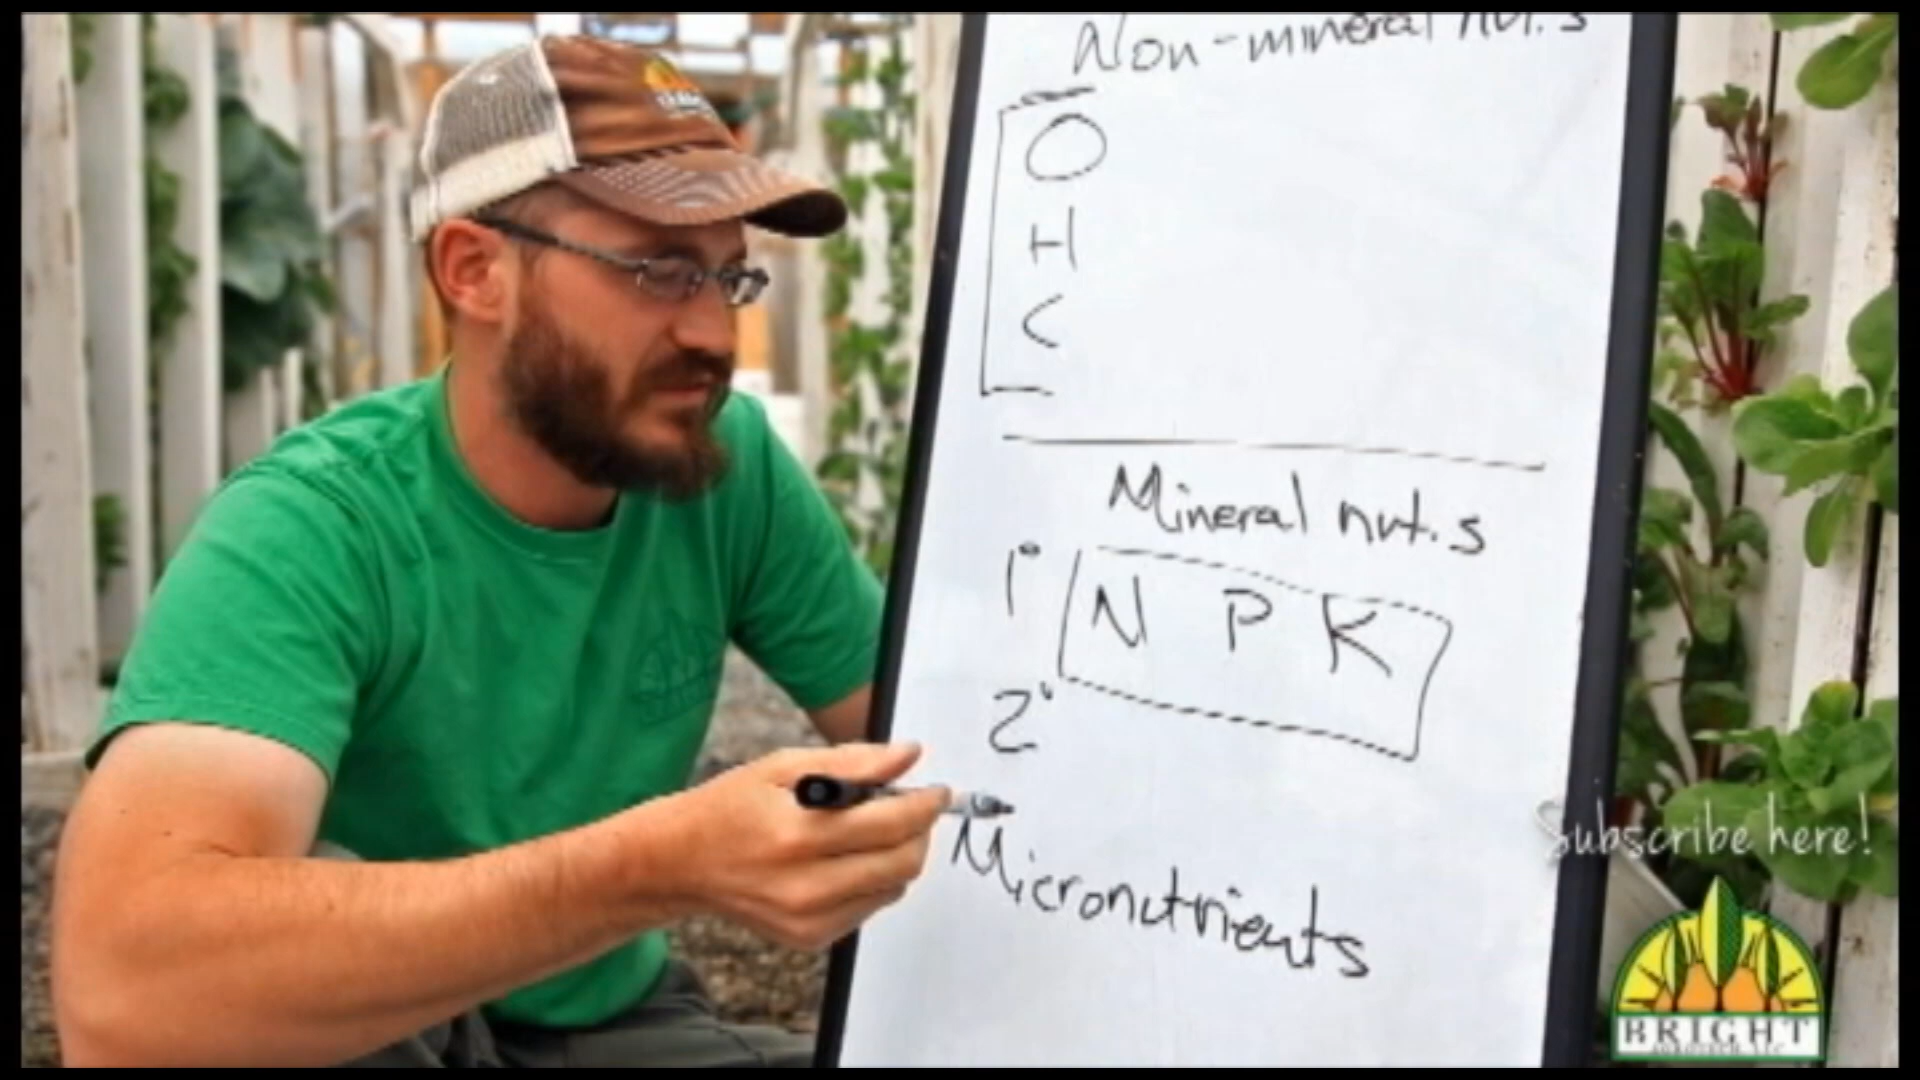 Non-mineral nut.s
O
H
C
Mineral nut.s
1° N P K
2°
Micronutrients
Subscribe here!
BRIGHT